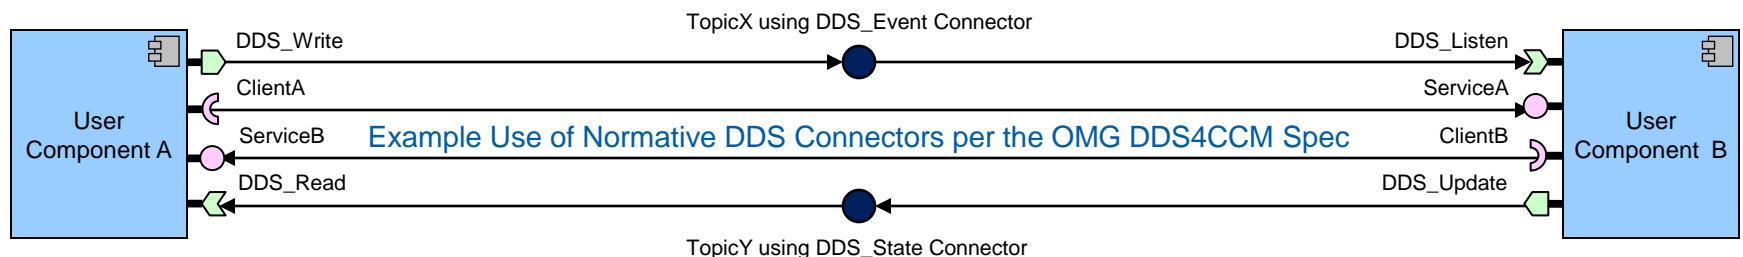 TopicX using DDS_Event Connector
DDS_Write
DDS_Listen
ClientA
ServiceA
User
Component A
ServiceB
Example Use of Normative DDS Connectors per the OMG DDS4CCM Spec
ClientB
User
Component B
DDS_Read
DDS_Update
TopicY using DDS_State Connector